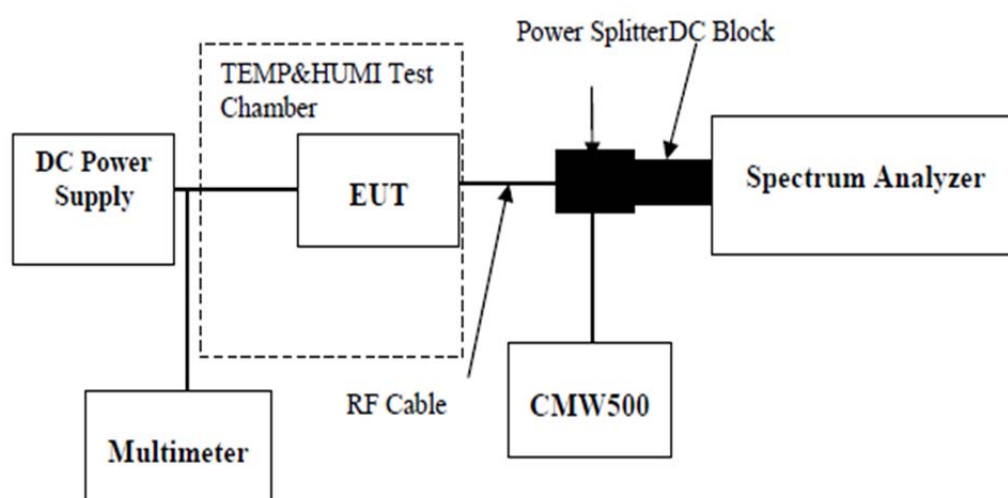 Power SplitterDC Block
TEMP&HUMI Test
Chamber
DC Power
Supply
EUT
Spectrum Analyzer
RF Cable
CMW500
Multimeter